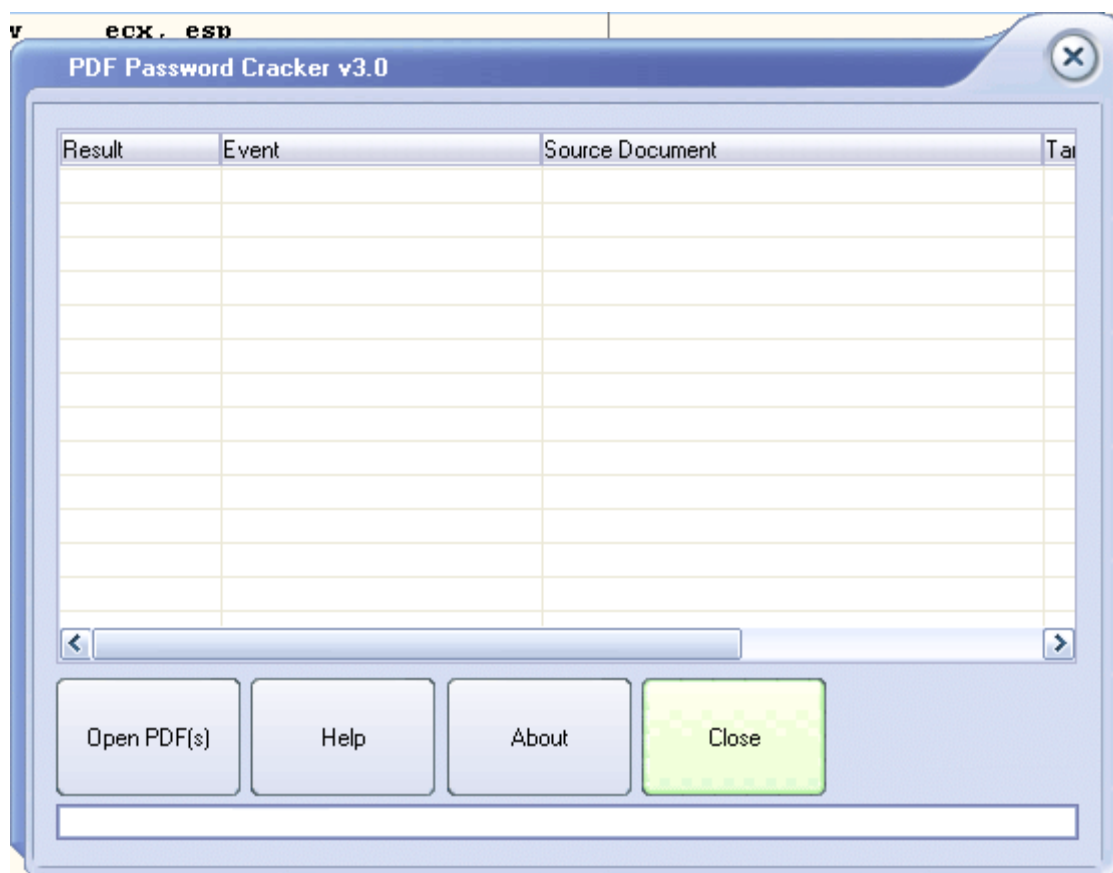 ecx, esp
PDF Password Cracker v3.0
Result Event Source Document
Open PDF(s) Help About Close